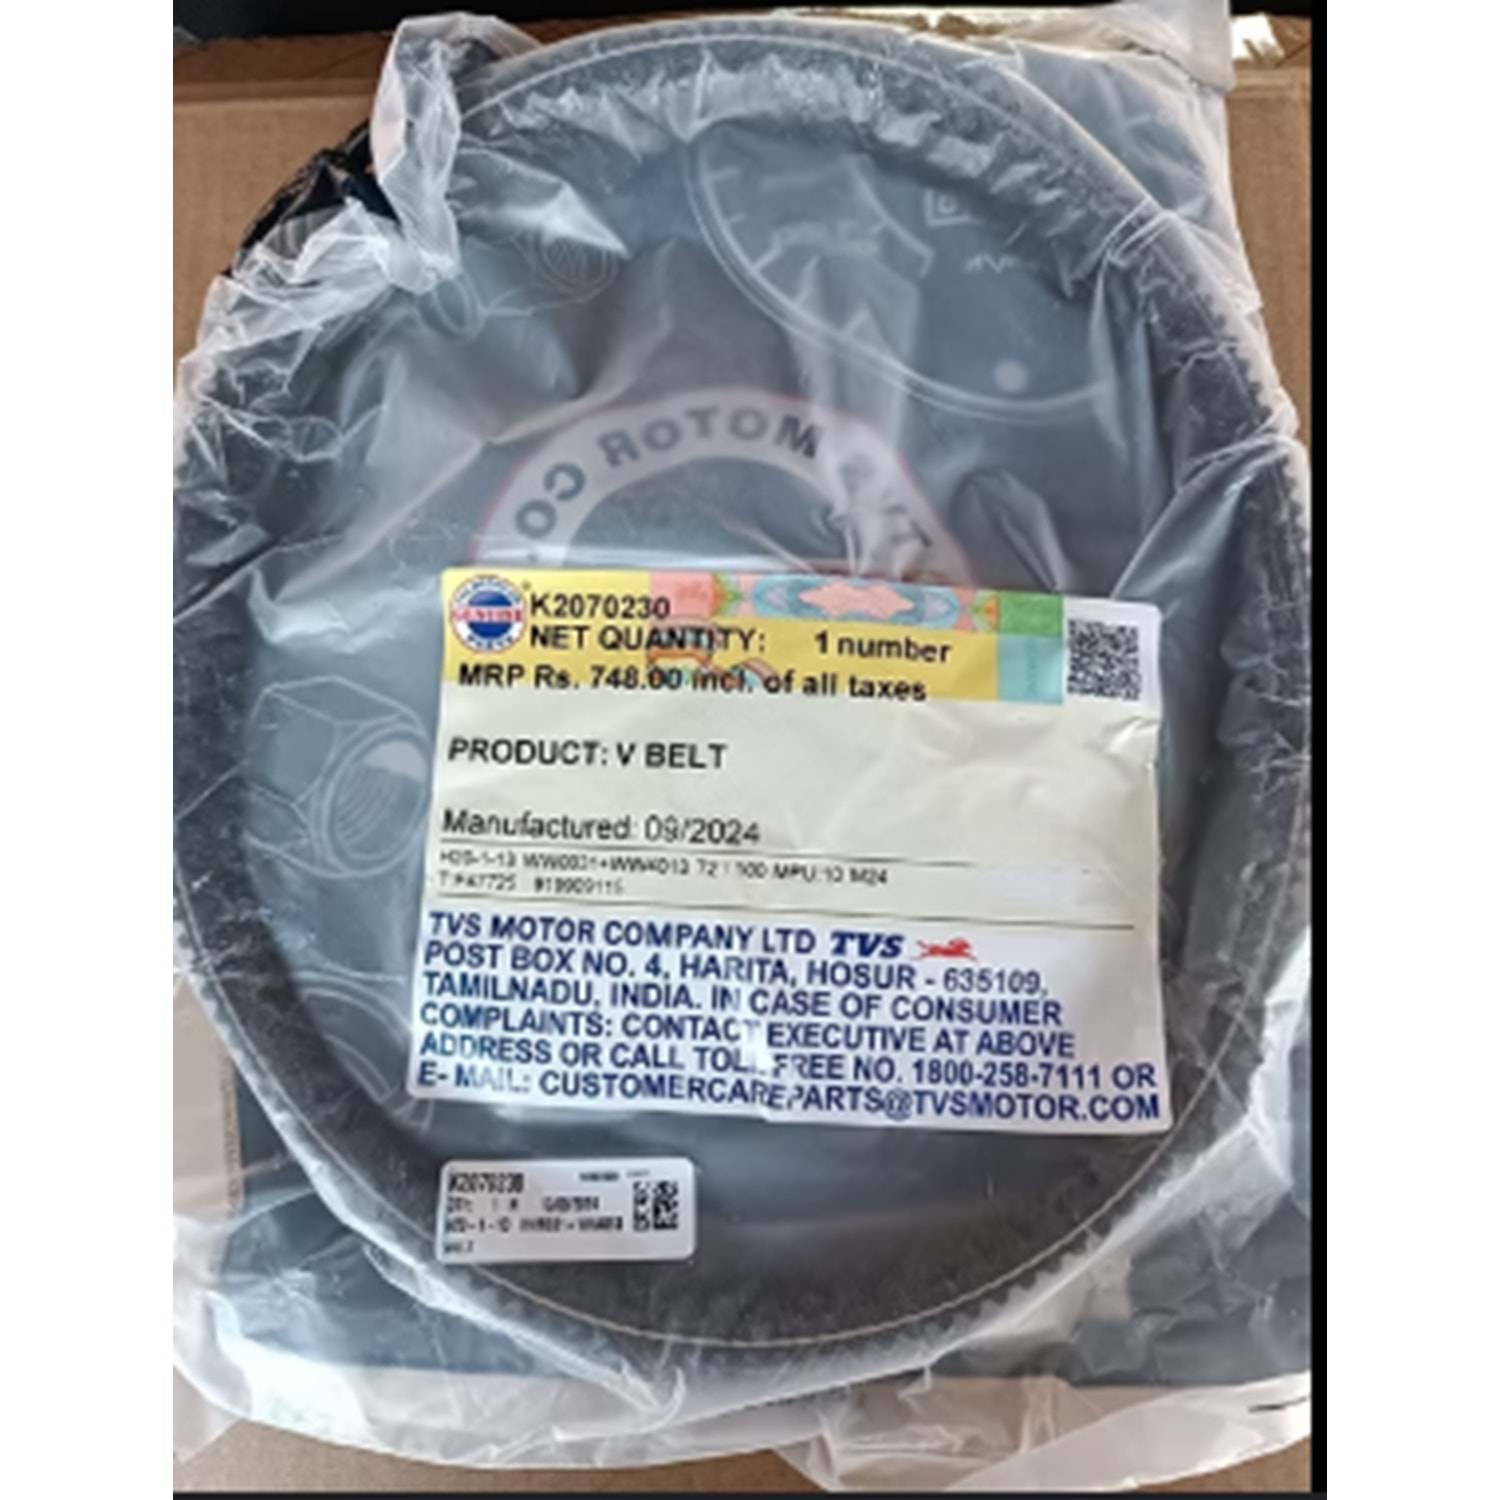 MOTOR CO.
GENUINE
PARTS
K2070230
NET QUANTITY: 1 number
MRP Rs. 748.00 incl. of all taxes
PRODUCT: V BELT
Manufactured: 09/2024
TVS MOTOR COMPANY LTD TVS
POST BOX NO. 4, HARITA, HOSUR - 635109,
TAMILNADU, INDIA. IN CASE OF CONSUMER
COMPLAINTS: CONTACT EXECUTIVE AT ABOVE
ADDRESS OR CALL TOLL FREE NO. 1800-258-7111 OR
E- MAIL: CUSTOMERCAREPARTS@TVSMOTOR.COM
K2070230